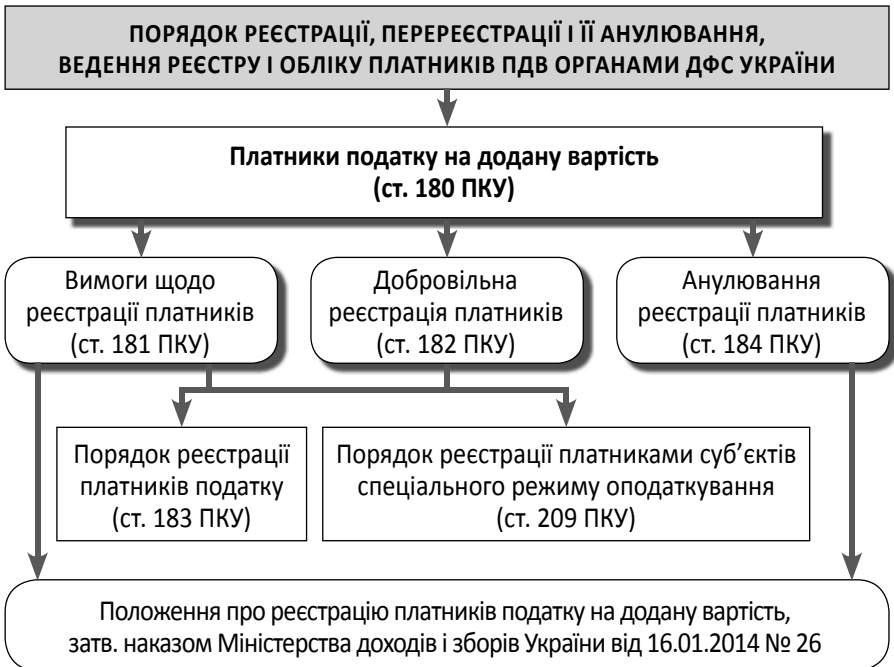 ПОРЯДОК РЕЄСТРАЦІЇ, ПЕРЕРЕЄСТРАЦІЇ І ЇЇ АНУЛЮВАННЯ,
ВЕДЕННЯ РЕЄСТРУ І ОБЛІКУ ПЛАТНИКІВ ПДВ ОРГАНАМИ ДФС УКРАЇНИ
Платники податку на додану вартість
(ст. 180 ПКУ)
Вимоги щодо
реєстрації платників
(ст. 181 ПКУ)
Добровільна
реєстрація платників
(ст. 182 ПКУ)
Анулювання
реєстрації платників
(ст. 184 ПКУ)
Порядок реєстрації
платників податку
(ст. 183 ПКУ)
Порядок реєстрації платниками суб’єктів
спеціального режиму оподаткування
(ст. 209 ПКУ)
Положення про реєстрацію платників податку на додану вартість,
затв. наказом Міністерства доходів і зборів України від 16.01.2014 № 26